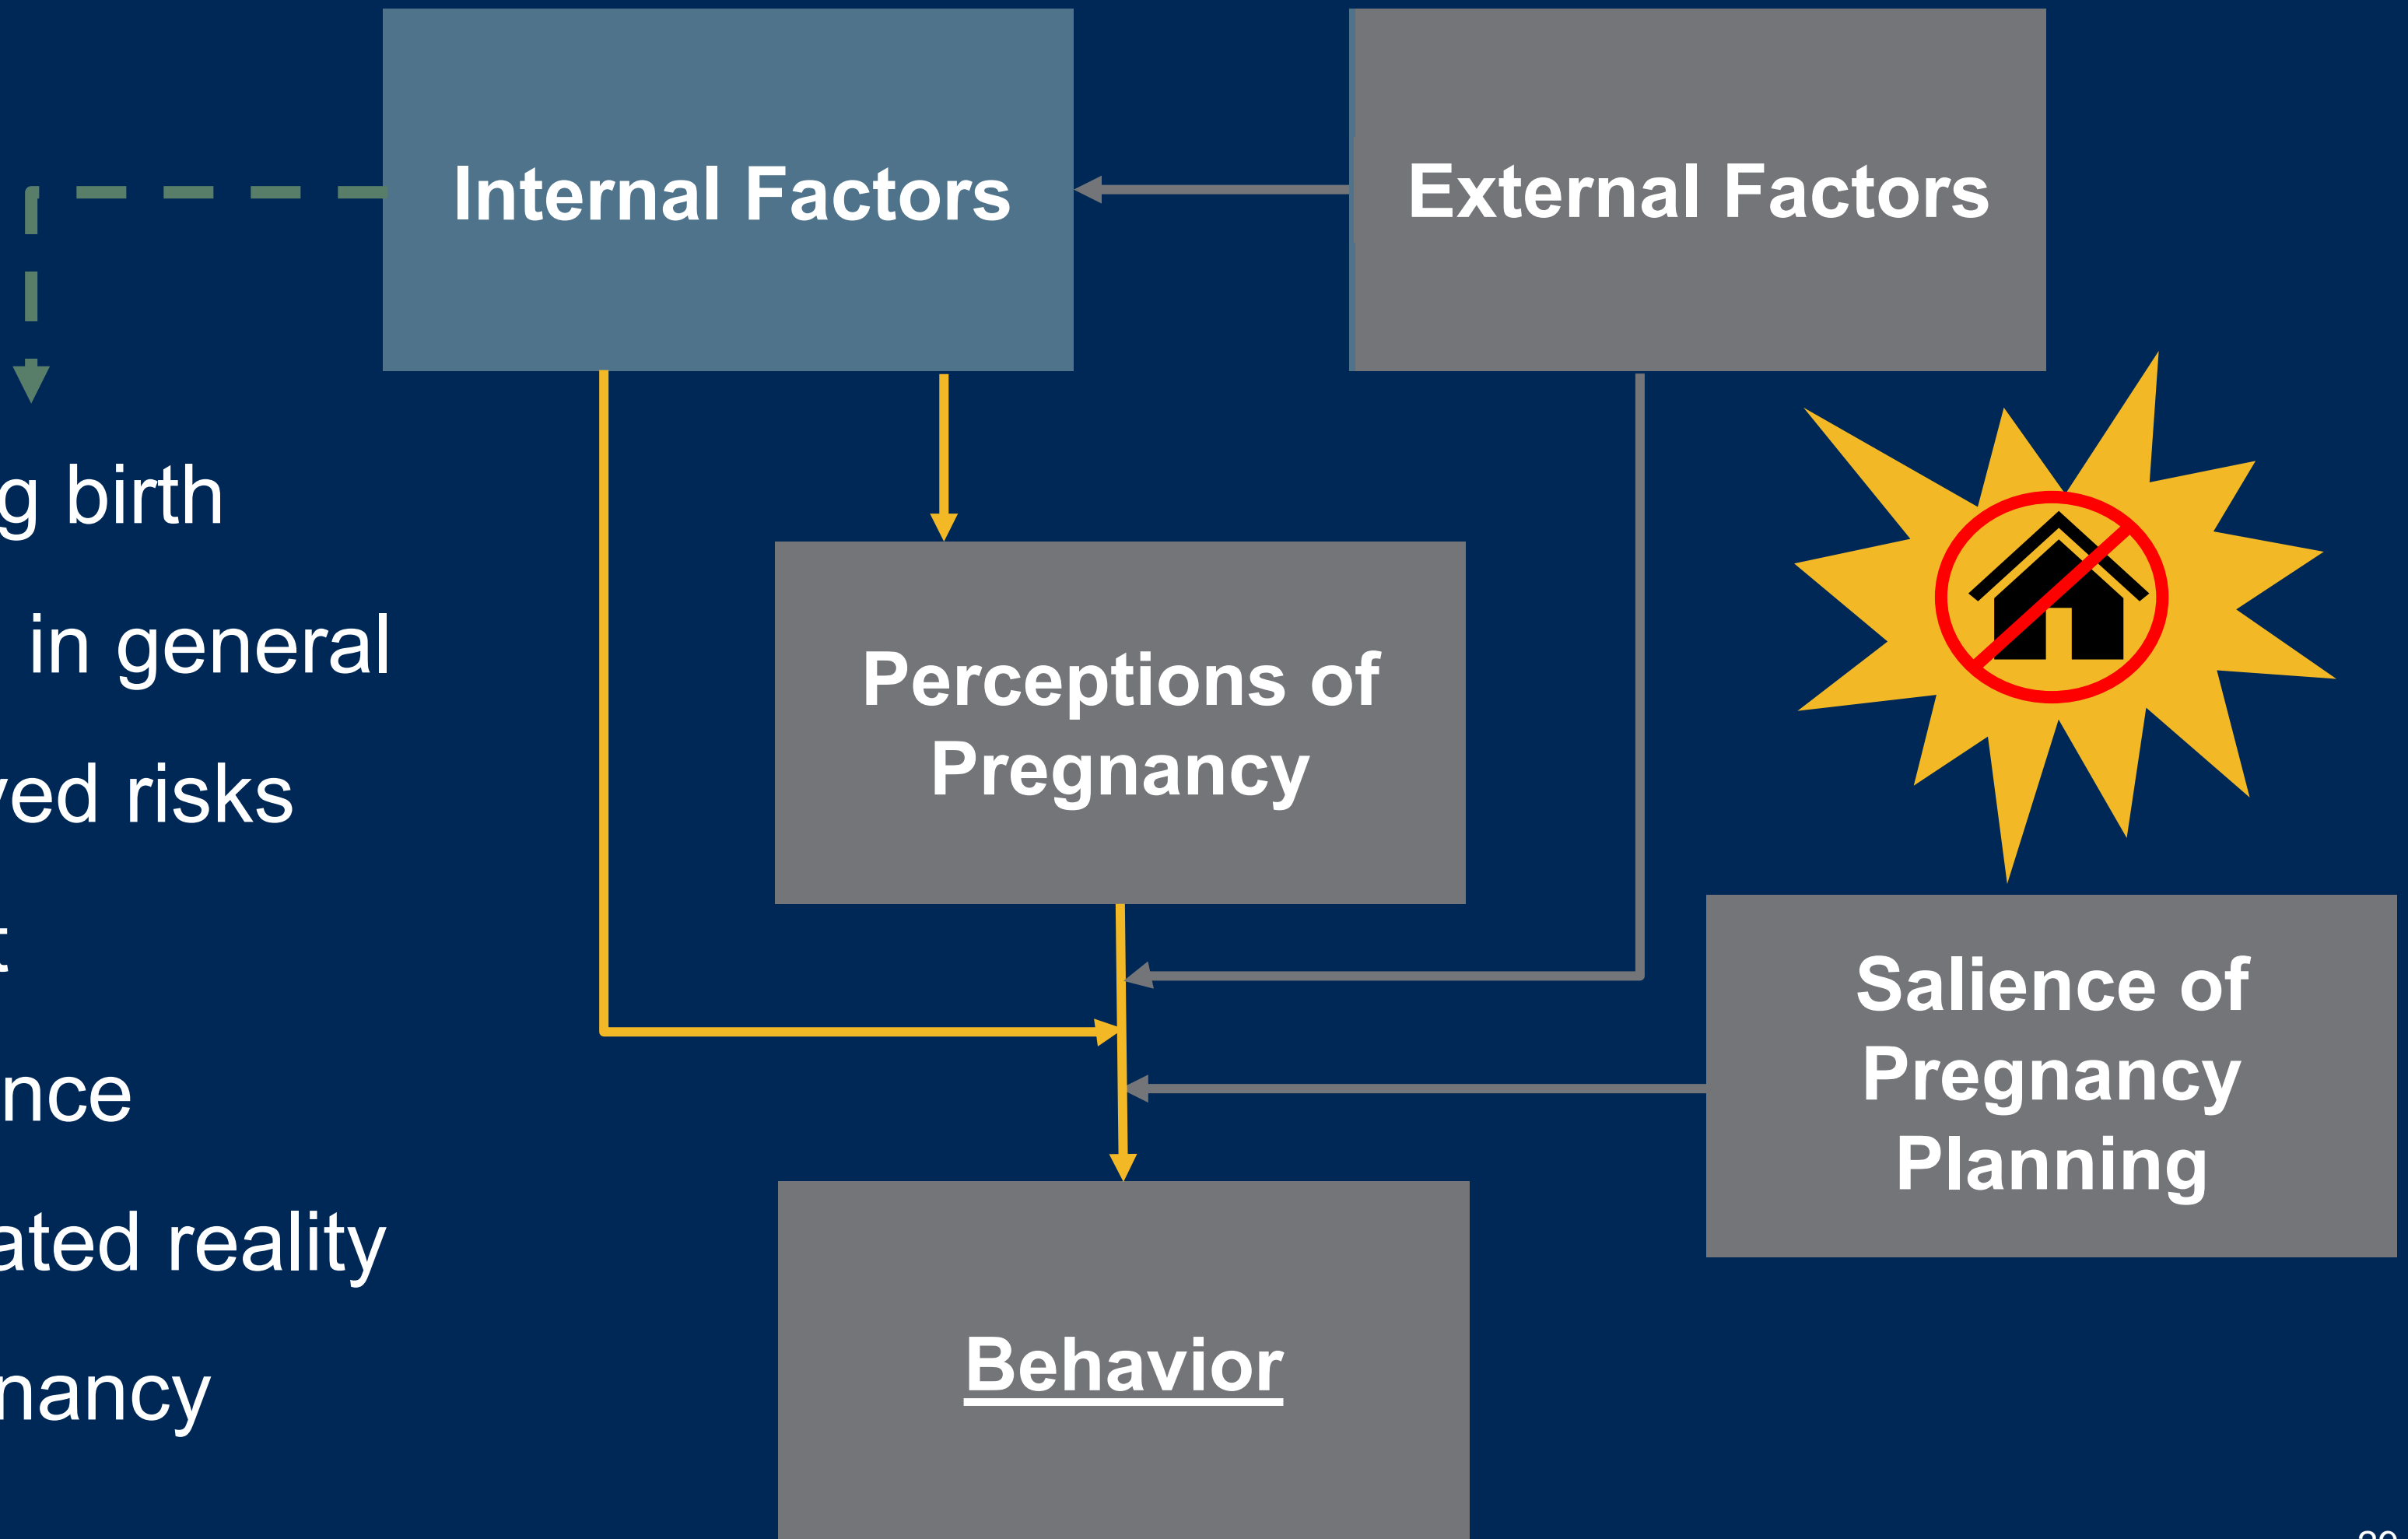 Internal Factors
External Factors
g birth
in general
ved risks
t
nce
ated reality
nancy
Perceptions of
Pregnancy
Salience of
Pregnancy
Planning
Behavior